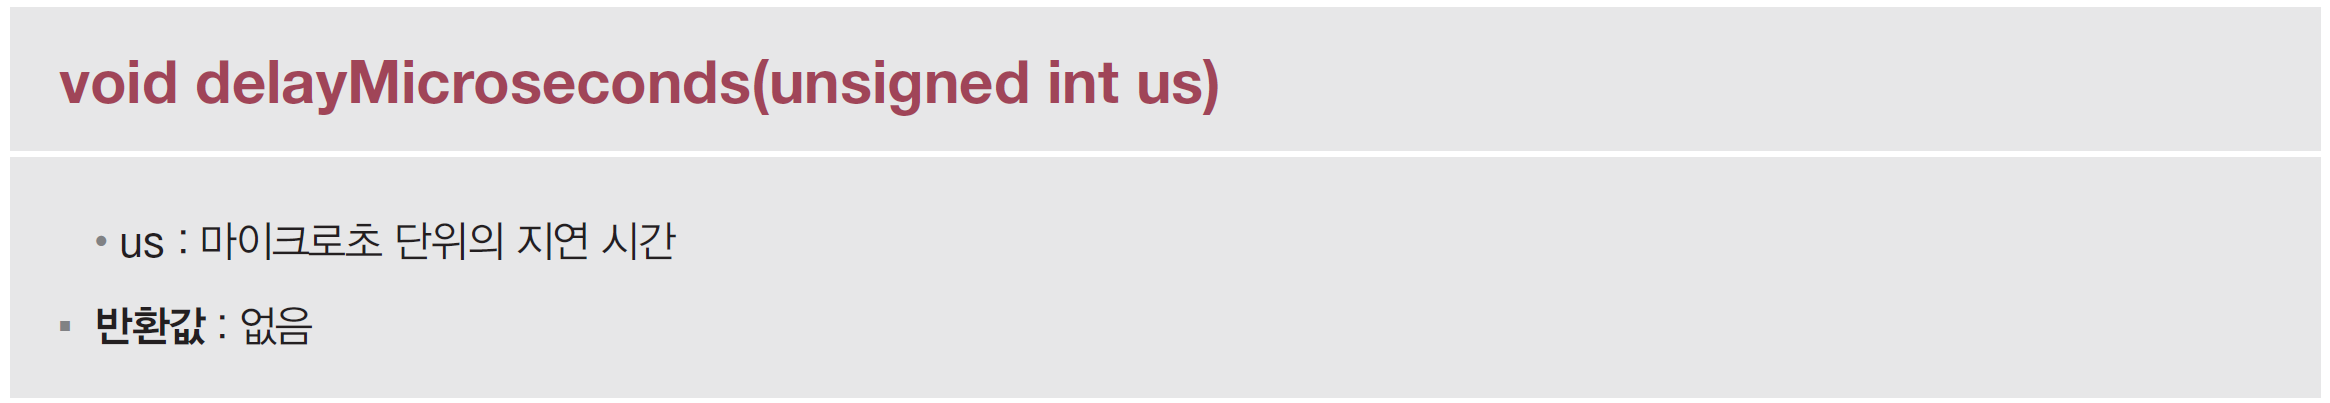 void delayMicroseconds(unsigned int us)
• us : 마이크로초 단위의 지연 시간
▪ 반환값 : 없음